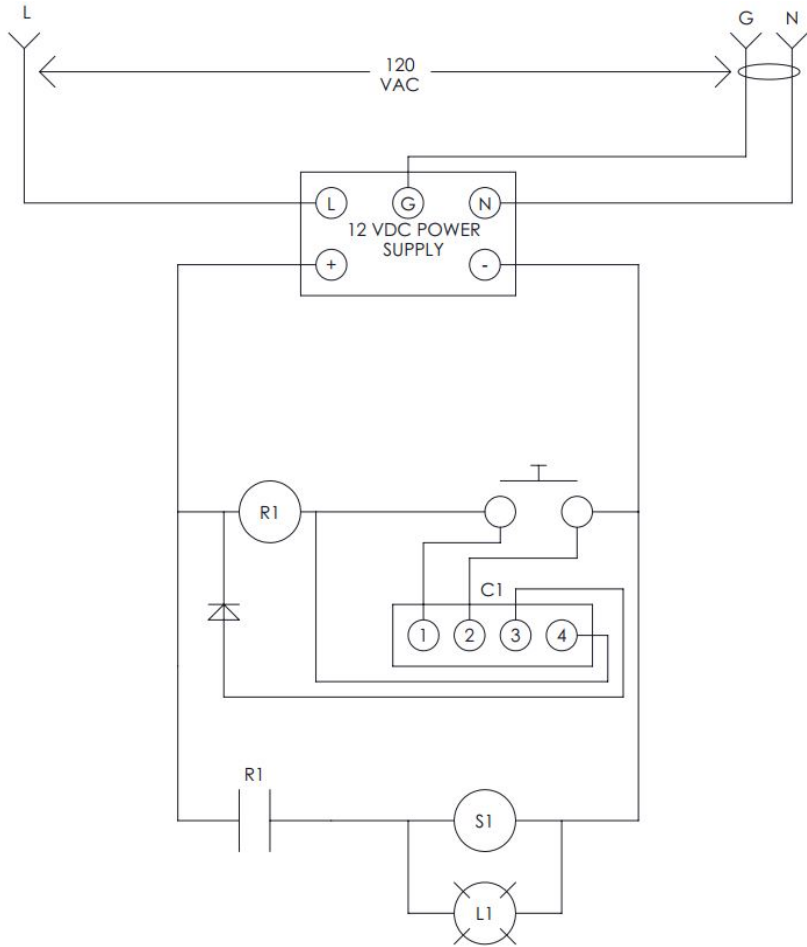 L
G N
120
VAC
L G N
12 VDC POWER
SUPPLY
+ -
R1
C1
1 2 3 4
R1
S1
L1